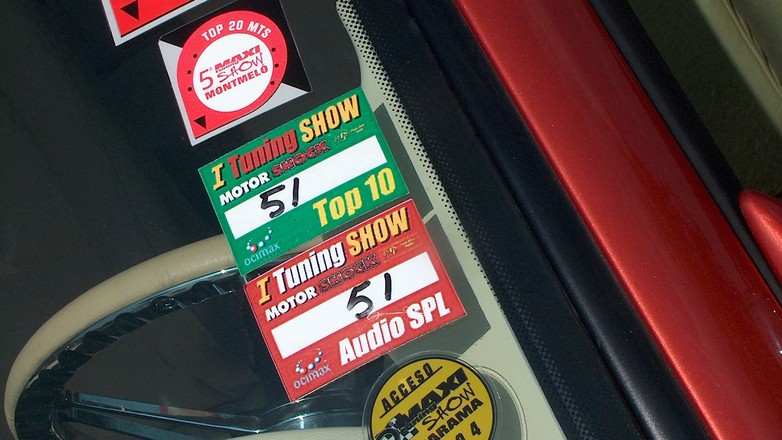 TOP 20 MTS
5º MAXI
SHOW
MONTMELÓ
I Tuning SHOW
MOTOR SHOCK
51
Top 10
ocimax
I Tuning SHOW
MOTOR SHOCK
51
Audio SPL
ocimax
ACCESO
MAXI
SHOW